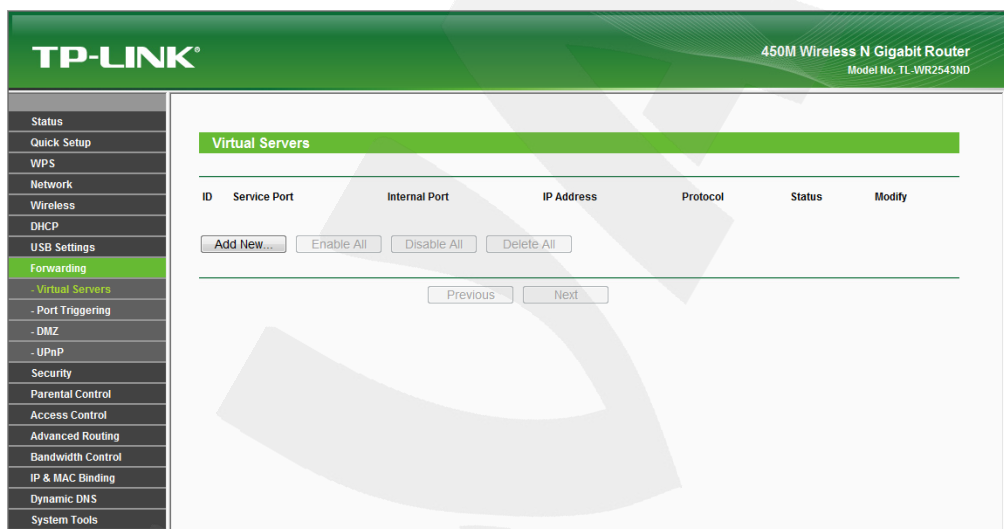 TP-LINK®
450M Wireless N Gigabit Router
Model No. TL-WR2543ND
Status
Quick Setup
WPS
Network
Wireless
DHCP
USB Settings
Forwarding
- Virtual Servers
- Port Triggering
- DMZ
- UPnP
Security
Parental Control
Access Control
Advanced Routing
Bandwidth Control
IP & MAC Binding
Dynamic DNS
System Tools
Virtual Servers
ID Service Port Internal Port IP Address Protocol Status Modify
Add New... Enable All Disable All Delete All
Previous Next